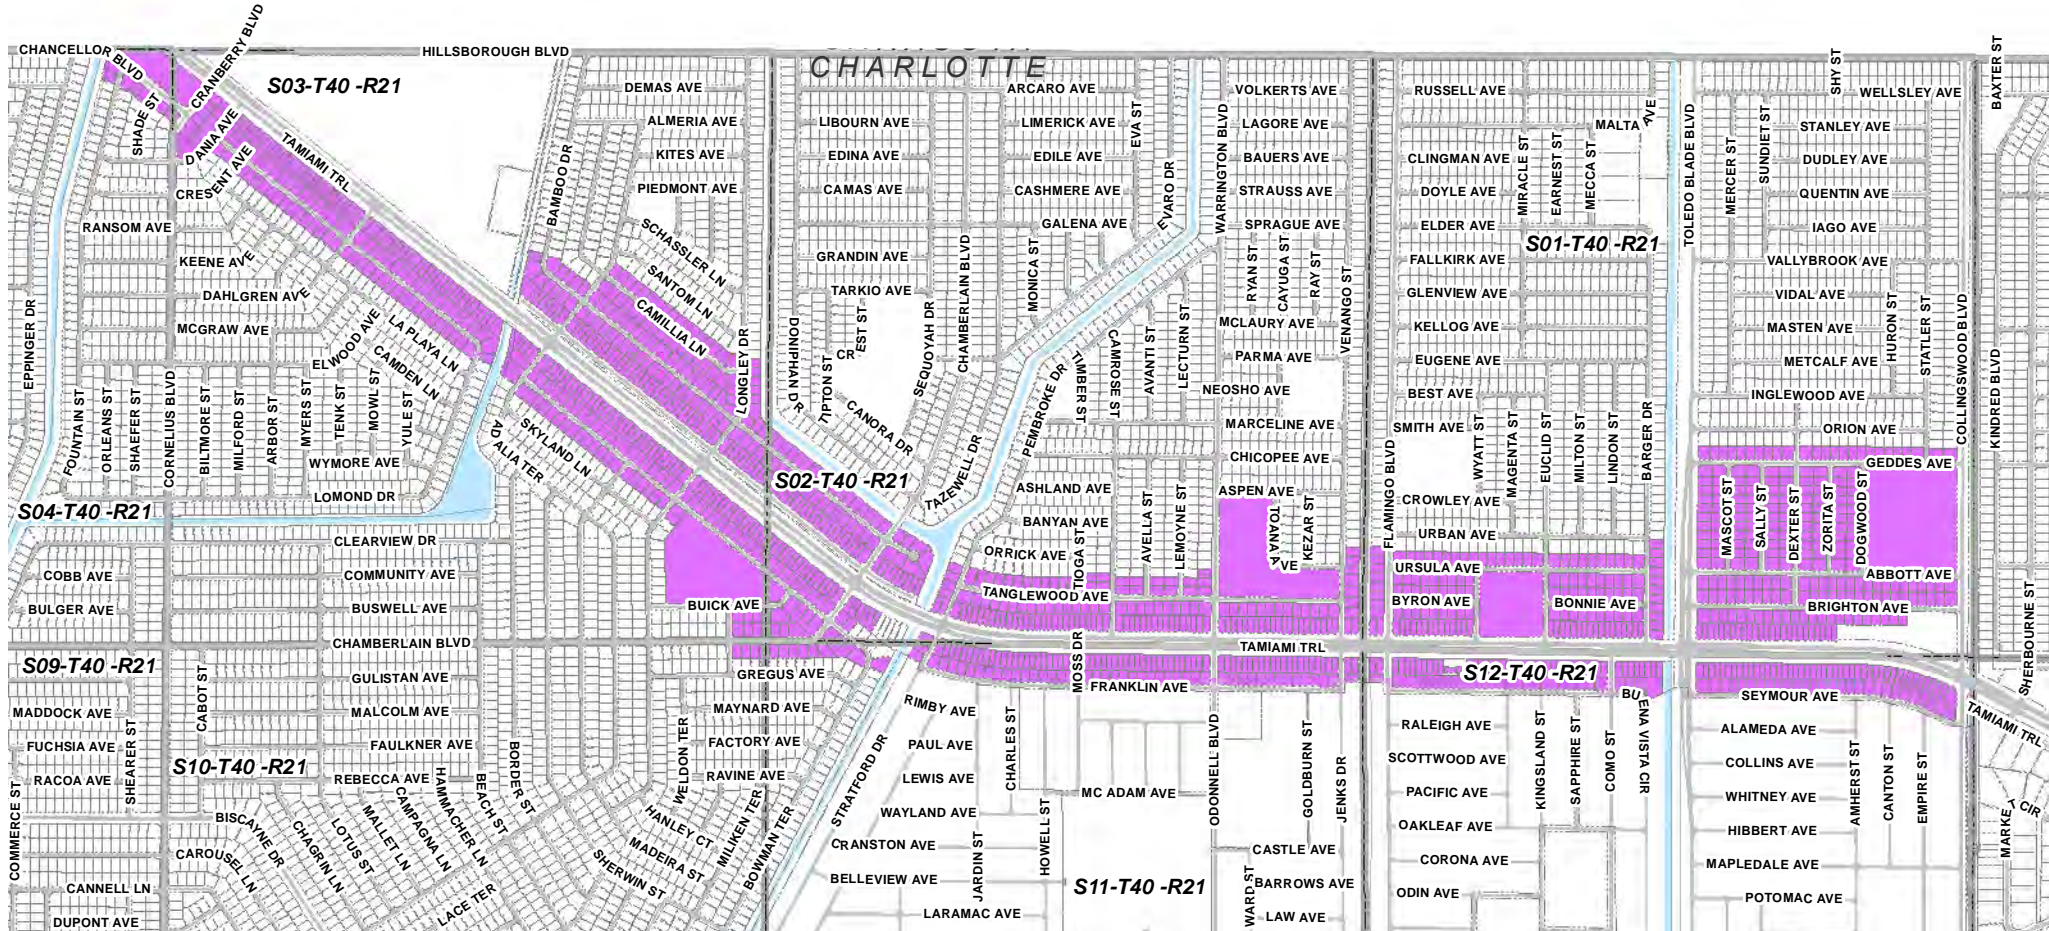 CHANCELLOR BLVD
CRANBERRY BLVD
HILLSBOROUGH BLVD
CHARLOTTE
S03-T40 -R21
SHADE ST
DANIA AVE
CRESENT AVE
TAMIAMI TRL
RANSOM AVE
KEENE AVE
DAHLGREN AVE
MCGRAW AVE
ELWOOD AVE
LA PLAYA LN
CAMDEN LN
EPPINGER DR
FOUNTAIN ST
ORLEANS ST
SHAEFER ST
CORNELIUS BLVD
BILTMORE ST
MILFORD ST
ARBOR ST
MYERS ST
TENK ST
MOWL ST
YULE ST
WYMORE AVE
LOMOND DR
S04-T40 -R21
CLEARVIEW DR
COBB AVE
COMMUNITY AVE
BULGER AVE
BUSWELL AVE
CHAMBERLAIN BLVD
S09-T40 -R21
CABOT ST
GULISTAN AVE
MADDOCK AVE
MALCOLM AVE
FUCHSIA AVE
FAULKNER AVE
RACOA AVE
SHEARER ST
S10-T40 -R21
REBECCA AVE
COMMERCE ST
BISCAYNE DR
CHAGRIN LN
LOTUS ST
MALLET LN
CAMPAGNA LN
HAMMACHER LN
BEACH ST
BORDER ST
CAROUSEL LN
CANNELL LN
DUPONT AVE
LACE TER
SHERWIN ST
MADEIRA ST
HANLEY CT
MILIKEN TER
BOWMAN TER
WELDON TER
GREGUS AVE
MAYNARD AVE
FACTORY AVE
RAVINE AVE
BUICK AVE
STRATFORD DR
BAMBOO DR
DEMAS AVE
ALMERIA AVE
KITES AVE
PIEDMONT AVE
SCHASSLER LN
SANTOM LN
CAMILLIA LN
LONGLEY DR
ADALIA TER
SKYLAND LN
DONIPHAN DR
TIPTON ST
EST ST
CR
CANORA DR
SEQUOYAH DR
CHAMBERLAIN BLVD
S02-T40 -R21
TAZEWELL DR
LIBOURN AVE
EDINA AVE
CAMAS AVE
GRANDIN AVE
TARKIO AVE
ARCARO AVE
LIMERICK AVE
EDILE AVE
CASHMERE AVE
GALENA AVE
MONICA ST
EVA ST
EVARO DR
WARRINGTON BLVD
PEMBROKE DR
TIMBER ST
CAMROSE ST
AVANTI ST
LECTURN ST
ASHLAND AVE
BANYAN AVE
ORRICK AVE
TIOGA ST
AVELLA ST
LEMOYNE ST
TANGLEWOOD AVE
MOSS DR
FRANKLIN AVE
TAMIAMI TRL
VOLKERTS AVE
LAGORE AVE
BAUERS AVE
STRAUSS AVE
SPRAGUE AVE
RYAN ST
CAYUGA ST
RAY ST
VENANGO ST
MCLAURY AVE
PARMA AVE
NEOSHO AVE
MARCELINE AVE
CHICOPEE AVE
ASPEN AVE
TOANA AVE
KEZAR ST
FLAMINGO BLVD
RUSSELL AVE
MALTA AVE
CLINGMAN AVE
DOYLE AVE
ELDER AVE
MIRACLE ST
EARNEST ST
MECCA ST
S01-T40 -R21
FALLKIRK AVE
GLENVIEW AVE
KELLOG AVE
EUGENE AVE
BEST AVE
SMITH AVE
WYATT ST
MAGENTA ST
EUCLID ST
MILTON ST
LINDON ST
BARGER DR
CROWLEY AVE
URBAN AVE
URSULA AVE
BYRON AVE
BONNIE AVE
S12-T40 -R21
BUENA VISTA CIR
TOLEDO BLADE BLVD
MERCER ST
SUNDIET ST
SHY ST
WELLSLEY AVE
STANLEY AVE
DUDLEY AVE
QUENTIN AVE
IAGO AVE
VALLYBROOK AVE
VIDAL AVE
MASTEN AVE
METCALF AVE
HURON ST
STATLER ST
INGLEWOOD AVE
ORION AVE
GEDDES AVE
COLLINGSWOOD BLVD
KINDRED BLVD
BAXTER ST
MASCOT ST
SALLY ST
DEXTER ST
ZORITA ST
DOGWOOD ST
ABBOTT AVE
BRIGHTON AVE
SHERBOURNE ST
SEYMOUR AVE
TAMIAMI TRL
ALAMEDA AVE
COLLINS AVE
WHITNEY AVE
HIBBERT AVE
MAPLEDALE AVE
POTOMAC AVE
AMHERST ST
CANTON ST
EMPIRE ST
MARKET CIR
RIMBY AVE
PAUL AVE
LEWIS AVE
WAYLAND AVE
CRANSTON AVE
BELLEVIEW AVE
LARAMAC AVE
CHARLES ST
JARDIN ST
HOWELL ST
MC ADAM AVE
S11-T40 -R21
ODONNELL BLVD
GOLDBURN ST
JENKS DR
CASTLE AVE
BARROWS AVE
LAW AVE
WARD ST
RALEIGH AVE
SCOTTWOOD AVE
PACIFIC AVE
OAKLEAF AVE
CORONA AVE
ODIN AVE
KINGSLAND ST
SAPPHIRE ST
COMO ST